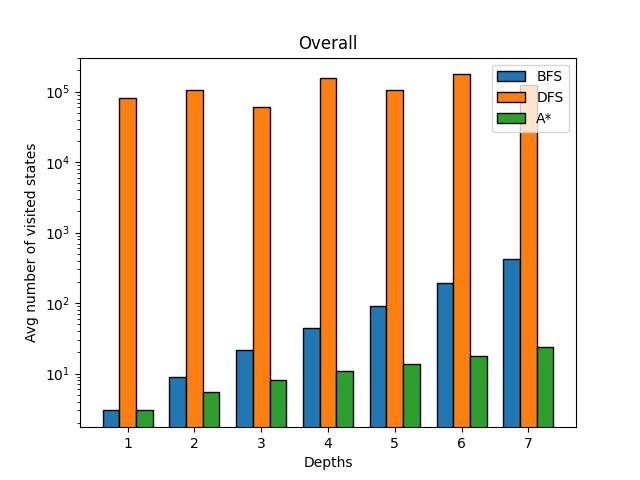 Overall
BFS
DFS
A*
Avg number of visited states
10⁵
10⁴
10³
10²
10¹
1 2 3 4 5 6 7
Depths